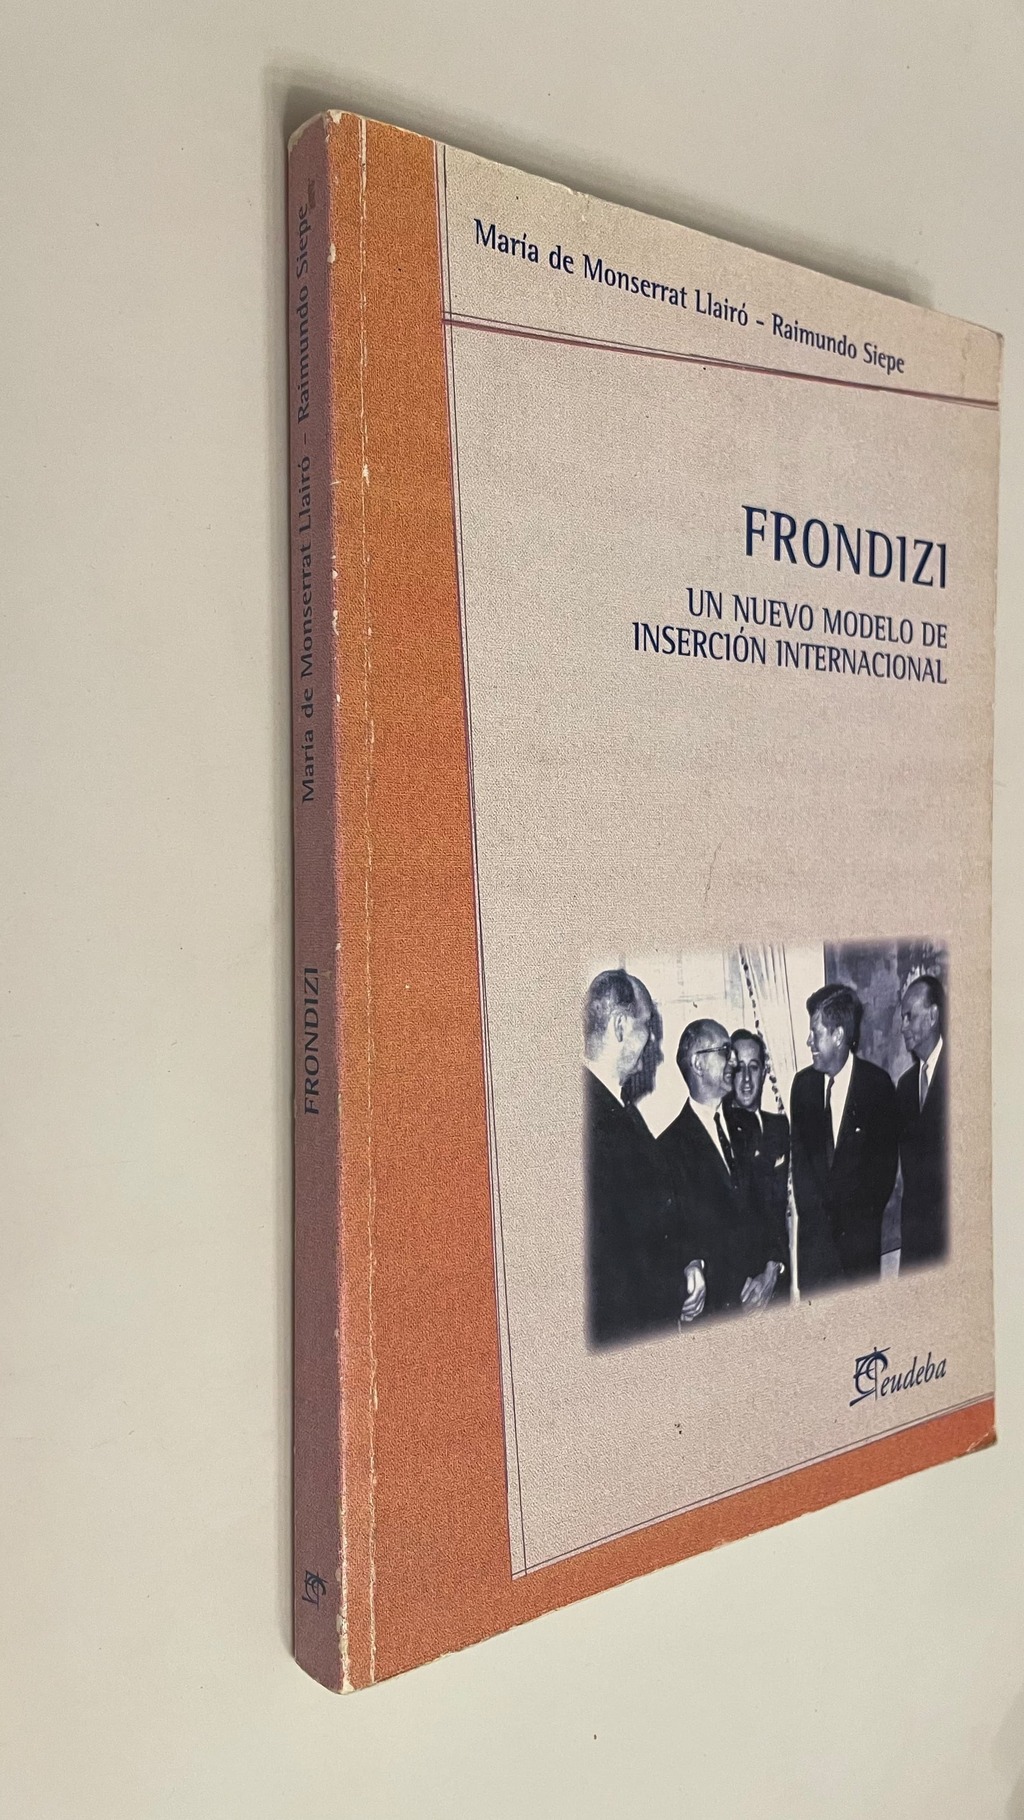 María de Monserrat Llairó - Raimundo Siepe
FRONDIZI
UN NUEVO MODELO DE
INSERCIÓN INTERNACIONAL
eudeba
FRONDIZI
María de Monserrat Llairó - Raimundo Siepe